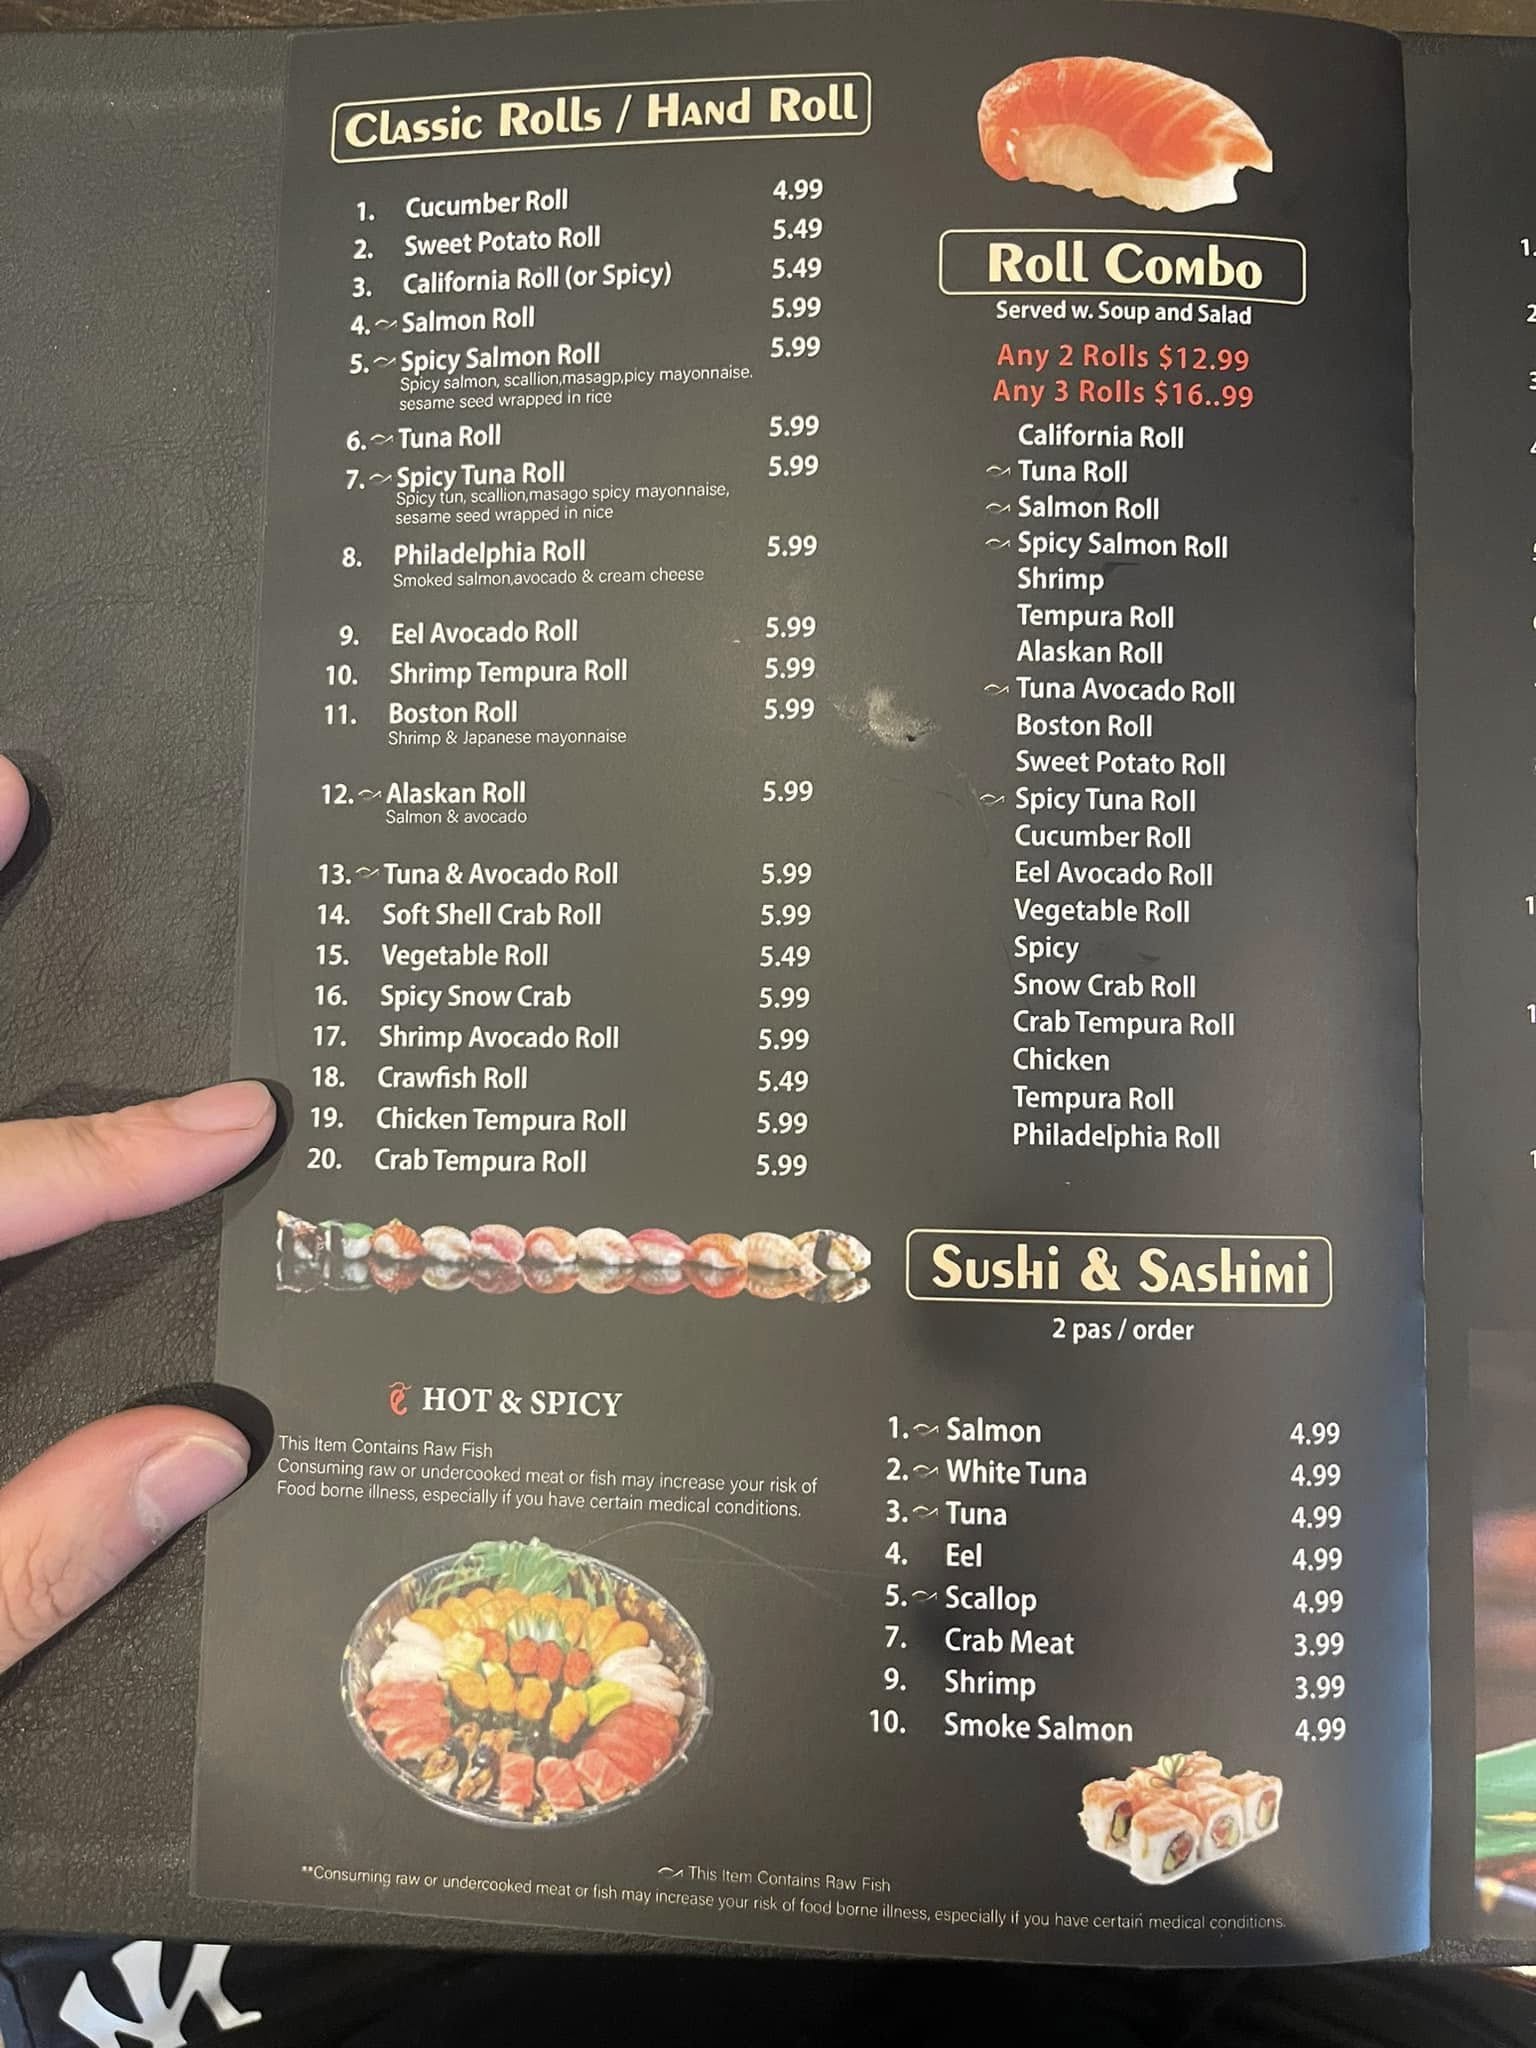 Classic Rolls / Hand Roll
1. Cucumber Roll 4.99
2. Sweet Potato Roll 5.49
3. California Roll (or Spicy) 5.49
4. Salmon Roll 5.99
5. Spicy Salmon Roll 5.99
Spicy salmon, scallion,masagp,picy mayonnaise.
sesame seed wrapped in rice
6. Tuna Roll 5.99
7. Spicy Tuna Roll 5.99
Spicy tun, scallion,masago spicy mayonnaise,
sesame seed wrapped in nice
8. Philadelphia Roll 5.99
Smoked salmon,avocado & cream cheese
9. Eel Avocado Roll 5.99
10. Shrimp Tempura Roll 5.99
11. Boston Roll 5.99
Shrimp & Japanese mayonnaise
12. Alaskan Roll 5.99
Salmon & avocado
13. Tuna & Avocado Roll 5.99
14. Soft Shell Crab Roll 5.99
15. Vegetable Roll 5.49
16. Spicy Snow Crab 5.99
17. Shrimp Avocado Roll 5.99
18. Crawfish Roll 5.49
19. Chicken Tempura Roll 5.99
20. Crab Tempura Roll 5.99
HOT & SPICY
This Item Contains Raw Fish
Consuming raw or undercooked meat or fish may increase your risk of
Food borne illness, especially if you have certain medical conditions.
Roll Combo
Served w. Soup and Salad
Any 2 Rolls $12.99
Any 3 Rolls $16..99
California Roll
Tuna Roll
Salmon Roll
Spicy Salmon Roll
Shrimp
Tempura Roll
Alaskan Roll
Tuna Avocado Roll
Boston Roll
Sweet Potato Roll
Spicy Tuna Roll
Cucumber Roll
Eel Avocado Roll
Vegetable Roll
Spicy
Snow Crab Roll
Crab Tempura Roll
Chicken
Tempura Roll
Philadelphia Roll
Sushi & Sashimi
2 pas / order
1. Salmon 4.99
2. White Tuna 4.99
3. Tuna 4.99
4. Eel 4.99
5. Scallop 4.99
7. Crab Meat 3.99
9. Shrimp 3.99
10. Smoke Salmon 4.99
This Item Contains Raw Fish
**Consuming raw or undercooked meat or fish may increase your risk of food borne illness, especially if you have certain medical conditions.